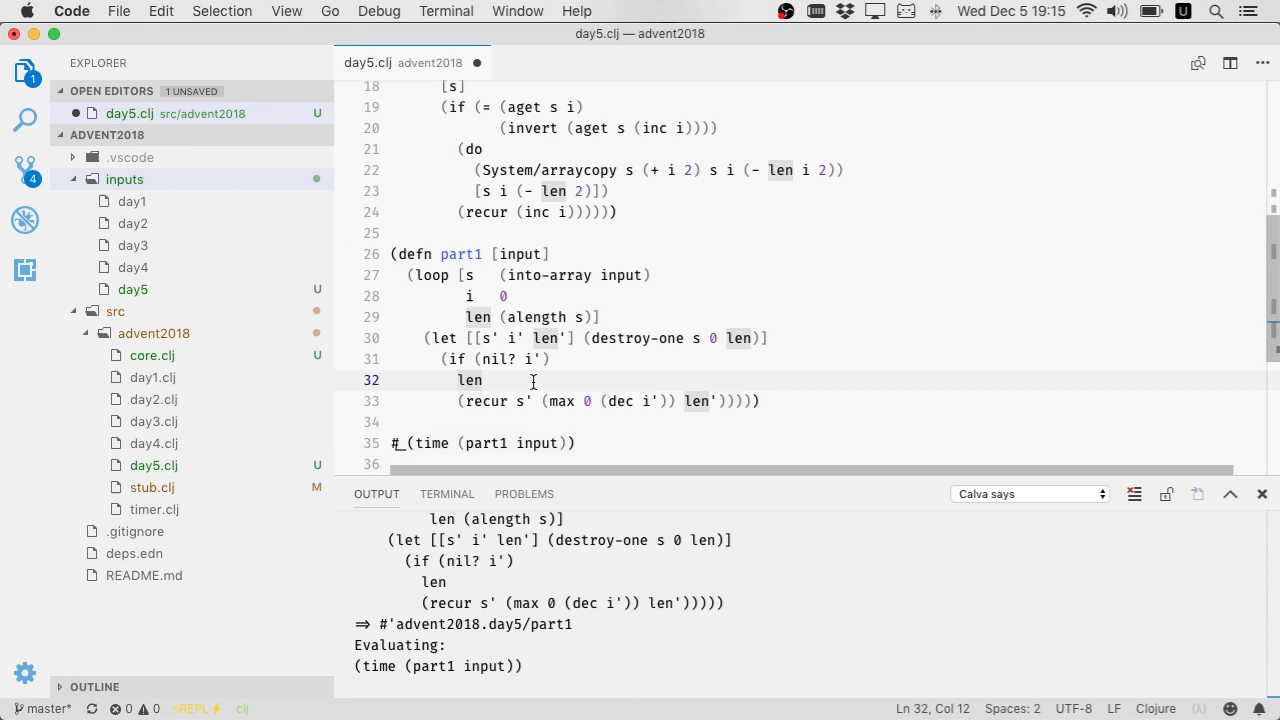 Code File Edit Selection View Go Debug Terminal Window Help Wed Dec 5 19:15 U
day5.clj — advent2018
EXPLORER
day5.clj advent2018
1
OPEN EDITORS 1 UNSAVED
day5.clj src/advent2018 U
ADVENT2018
.vscode
inputs
day1
day2
day3
day4
day5 U
src
advent2018
core.clj U
day1.clj
day2.clj
day3.clj
day4.clj
day5.clj U
stub.clj M
timer.clj
.gitignore
deps.edn
README.md
OUTLINE
4
18 [s]
19 (if (= (aget s i)
20 (invert (aget s (inc i))))
21 (do
22 (System/arraycopy s (+ i 2) s i (- len i 2))
23 [s i (- len 2)])
24 (recur (inc i))))))
25
26 (defn part1 [input]
27 (loop [s (into-array input)
28 i 0
29 len (alength s)]
30 (let [[s' i' len'] (destroy-one s 0 len)]
31 (if (nil? i')
32 len
33 (recur s' (max 0 (dec i')) len')))))
34
35 #_(time (part1 input))
36
OUTPUT TERMINAL PROBLEMS Calva says
len (alength s)]
(let [[s' i' len'] (destroy-one s 0 len)]
(if (nil? i')
len
(recur s' (max 0 (dec i')) len')))))
⇒ #'advent2018.day5/part1
Evaluating:
(time (part1 input))
master* 0 0 nREPL⚡ clj Ln 32, Col 12 Spaces: 2 UTF-8 LF Clojure (λ)